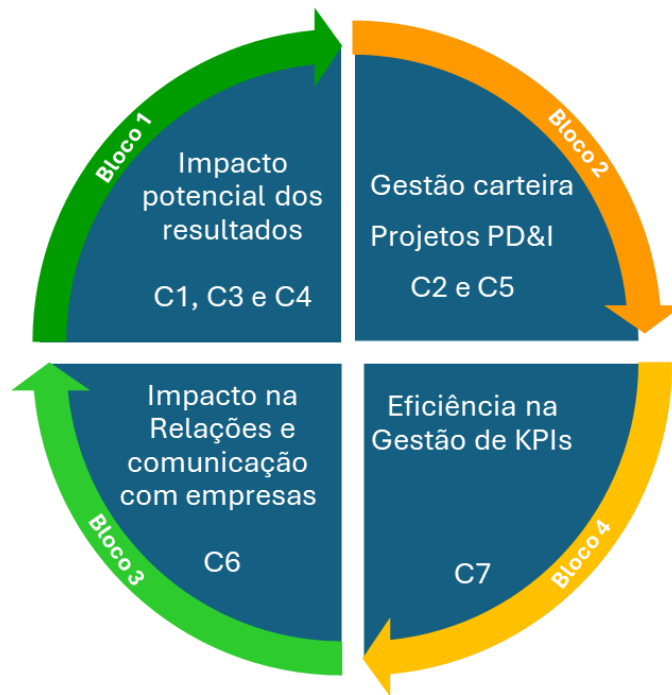 Bloco 1
Impacto
potencial dos
resultados
C1, C3 e C4
Bloco 2
Gestão carteira
Projetos PD&I
C2 e C5
Bloco 3
Impacto na
Relações e
comunicação
com empresas
C6
Bloco 4
Eficiência na
Gestão de KPIs
C7